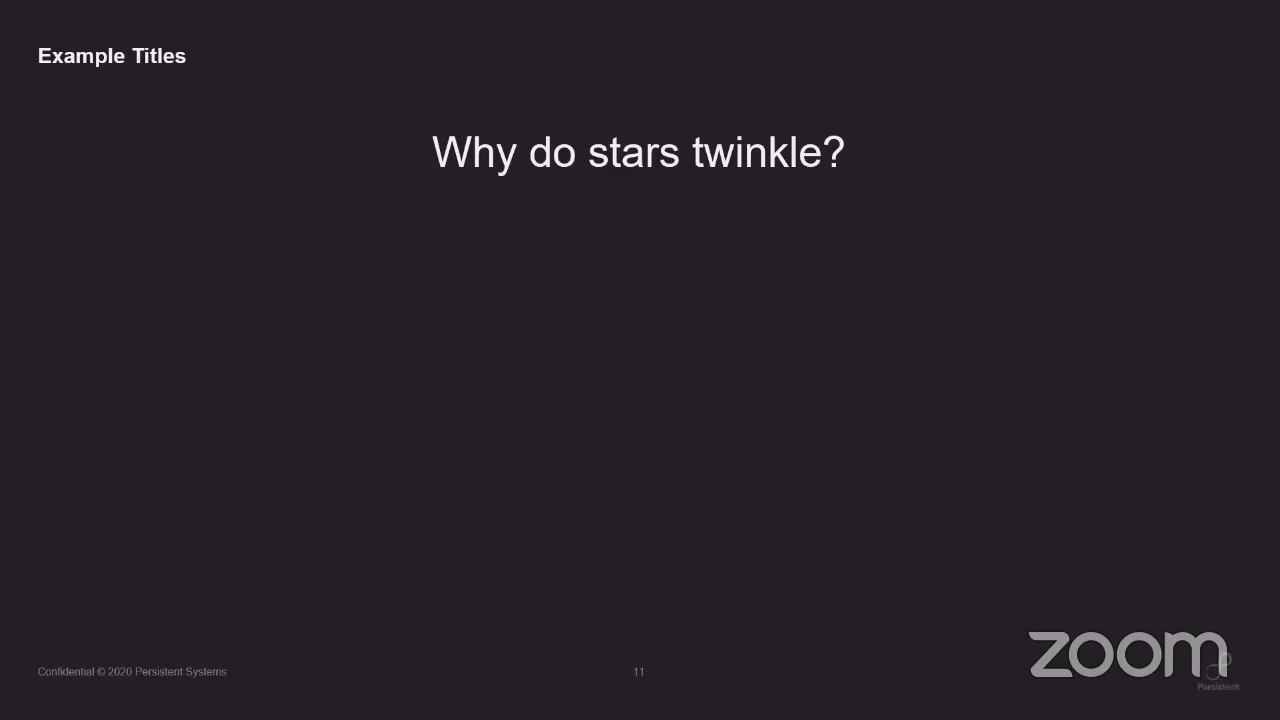 Example Titles
Why do stars twinkle?
Confidential © 2020 Persistent Systems
11
zoom
Persistent